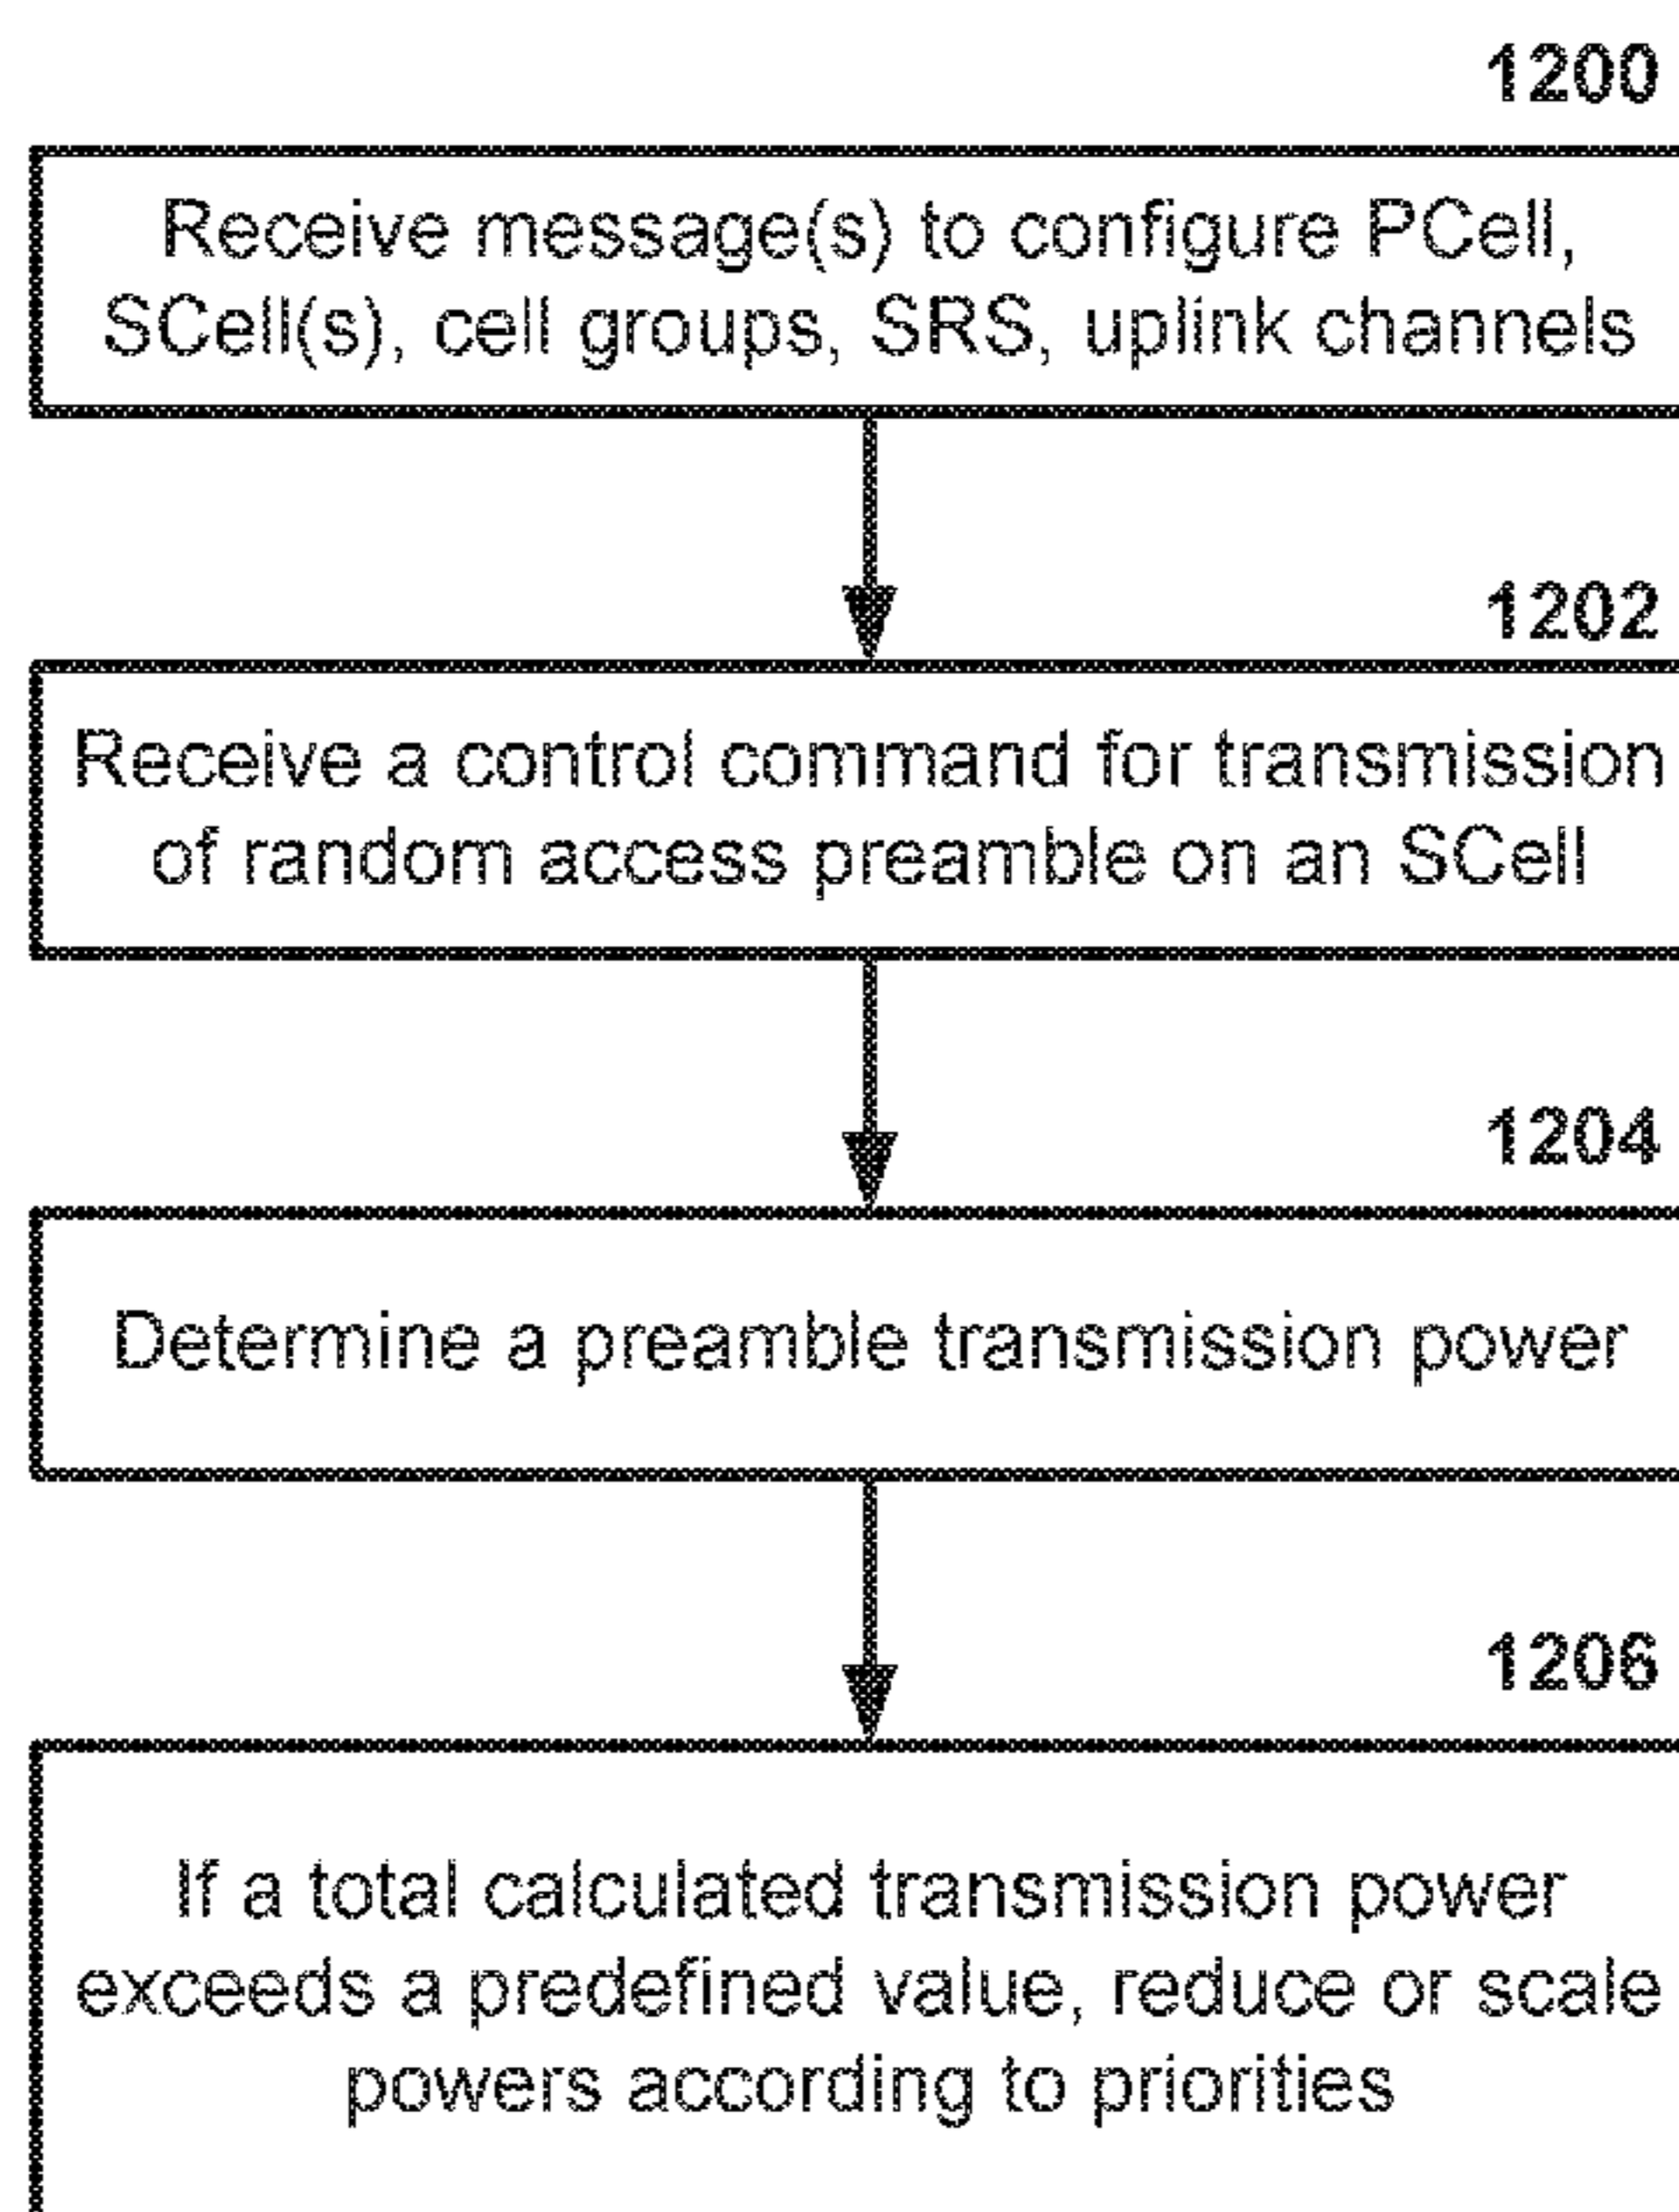 1200
Receive message(s) to configure PCell,
SCell(s), cell groups, SRS, uplink channels
1202
Receive a control command for transmission
of random access preamble on an SCell
1204
Determine a preamble transmission power
1206
If a total calculated transmission power
exceeds a predefined value, reduce or scale
powers according to priorities